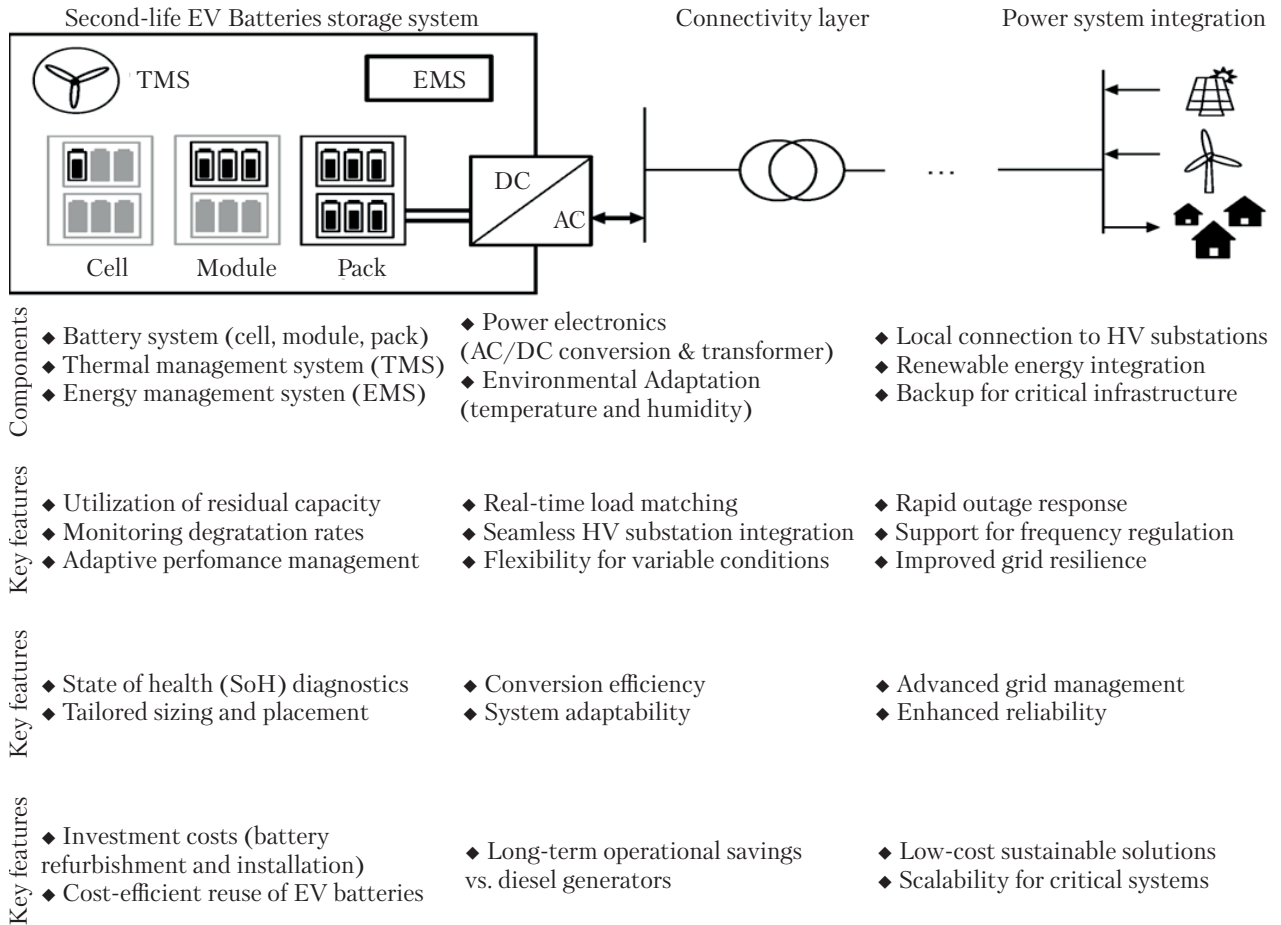 Second-life EV Batteries storage system
Connectivity layer
Power system integration
TMS
EMS
DC
AC
Cell
Module
Pack
...
Components
◆ Battery system (cell, module, pack)
◆ Thermal management system (TMS)
◆ Energy management systen (EMS)
◆ Power electronics
(AC/DC conversion & transformer)
◆ Environmental Adaptation
(temperature and humidity)
◆ Local connection to HV substations
◆ Renewable energy integration
◆ Backup for critical infrastructure
Key features
◆ Utilization of residual capacity
◆ Monitoring degratation rates
◆ Adaptive perfomance management
◆ Real-time load matching
◆ Seamless HV substation integration
◆ Flexibility for variable conditions
◆ Rapid outage response
◆ Support for frequency regulation
◆ Improved grid resilience
Key features
◆ State of health (SoH) diagnostics
◆ Tailored sizing and placement
◆ Conversion efficiency
◆ System adaptability
◆ Advanced grid management
◆ Enhanced reliability
Key features
◆ Investment costs (battery
refurbishment and installation)
◆ Cost-efficient reuse of EV batteries
◆ Long-term operational savings
vs. diesel generators
◆ Low-cost sustainable solutions
◆ Scalability for critical systems